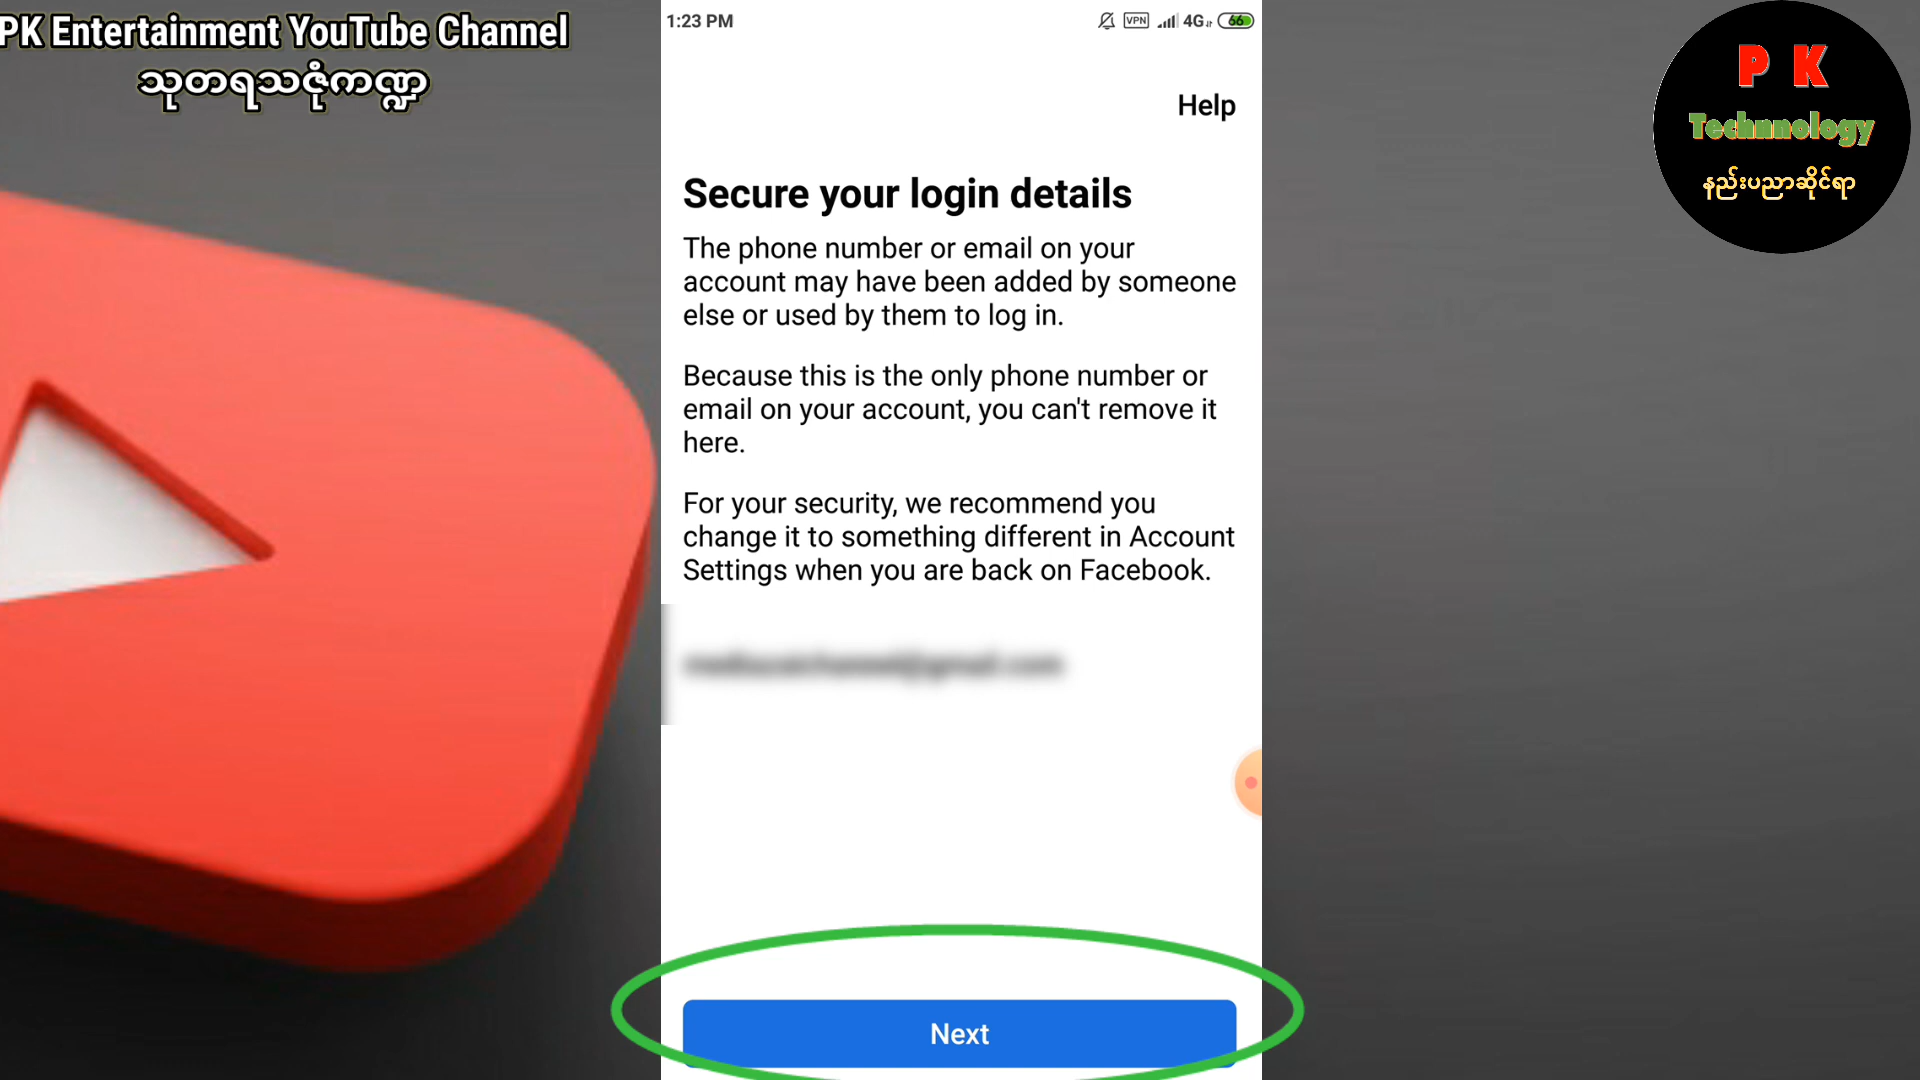 PK Entertainment YouTube Channel
သုတရသဇုံကဏ္ဍ
1:23 PM
VPN
4G
66
Help
P K
Technnology
နည်းပညာဆိုင်ရာ
Secure your login details
The phone number or email on your
account may have been added by someone
else or used by them to log in.
Because this is the only phone number or
email on your account, you can't remove it
here.
For your security, we recommend you
change it to something different in Account
Settings when you are back on Facebook.
Next